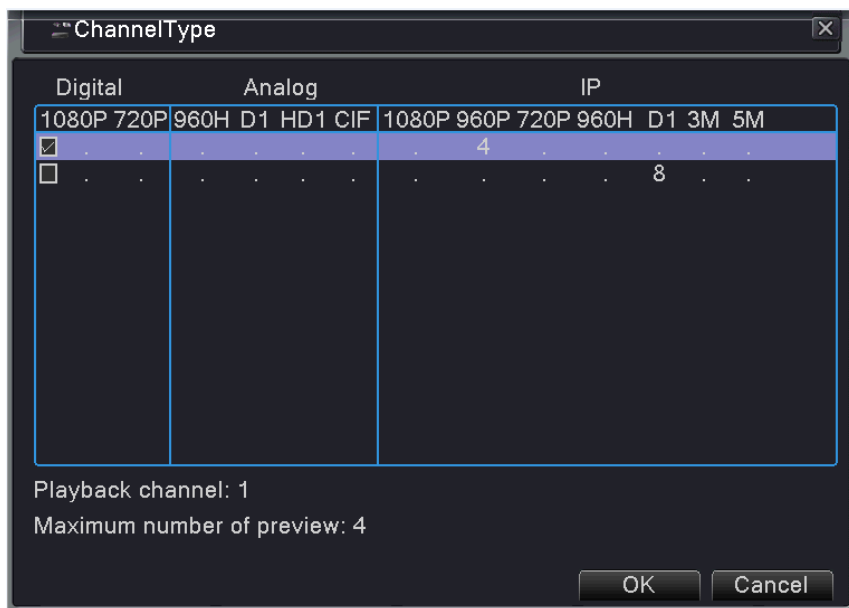 ChannelType
Digital Analog IP
1080P 720P 960H D1 HD1 CIF 1080P 960P 720P 960H D1 3M 5M
. . . . . . . 4 . . . . .
. . . . . . . . . . 8 . .
Playback channel: 1
Maximum number of preview: 4
OK Cancel